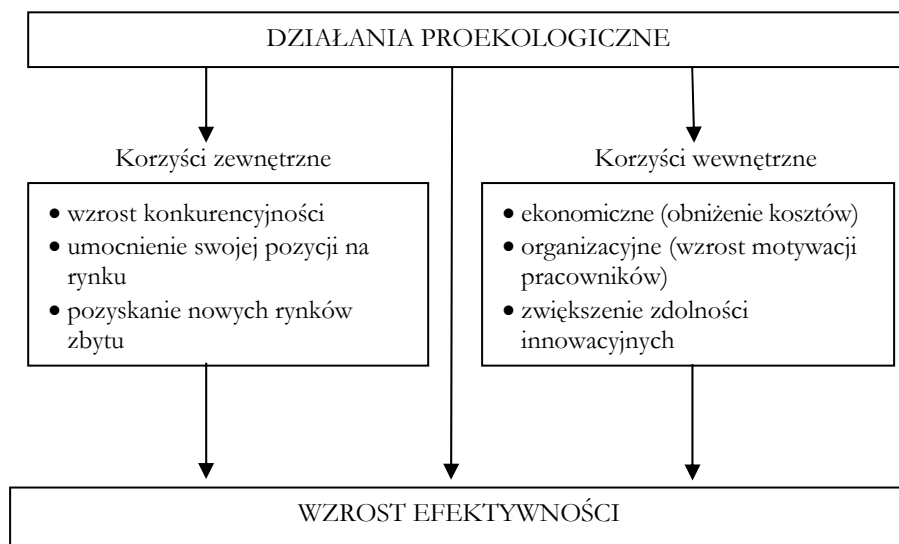 DZIAŁANIA PROEKOLOGICZNE
Korzyści zewnętrzne
• wzrost konkurencyjności
• umocnienie swojej pozycji na
rynku
• pozyskanie nowych rynków
zbytu
Korzyści wewnętrzne
• ekonomiczne (obniżenie kosztów)
• organizacyjne (wzrost motywacji
pracowników)
• zwiększenie zdolności
innowacyjnych
WZROST EFEKTYWNOŚCI